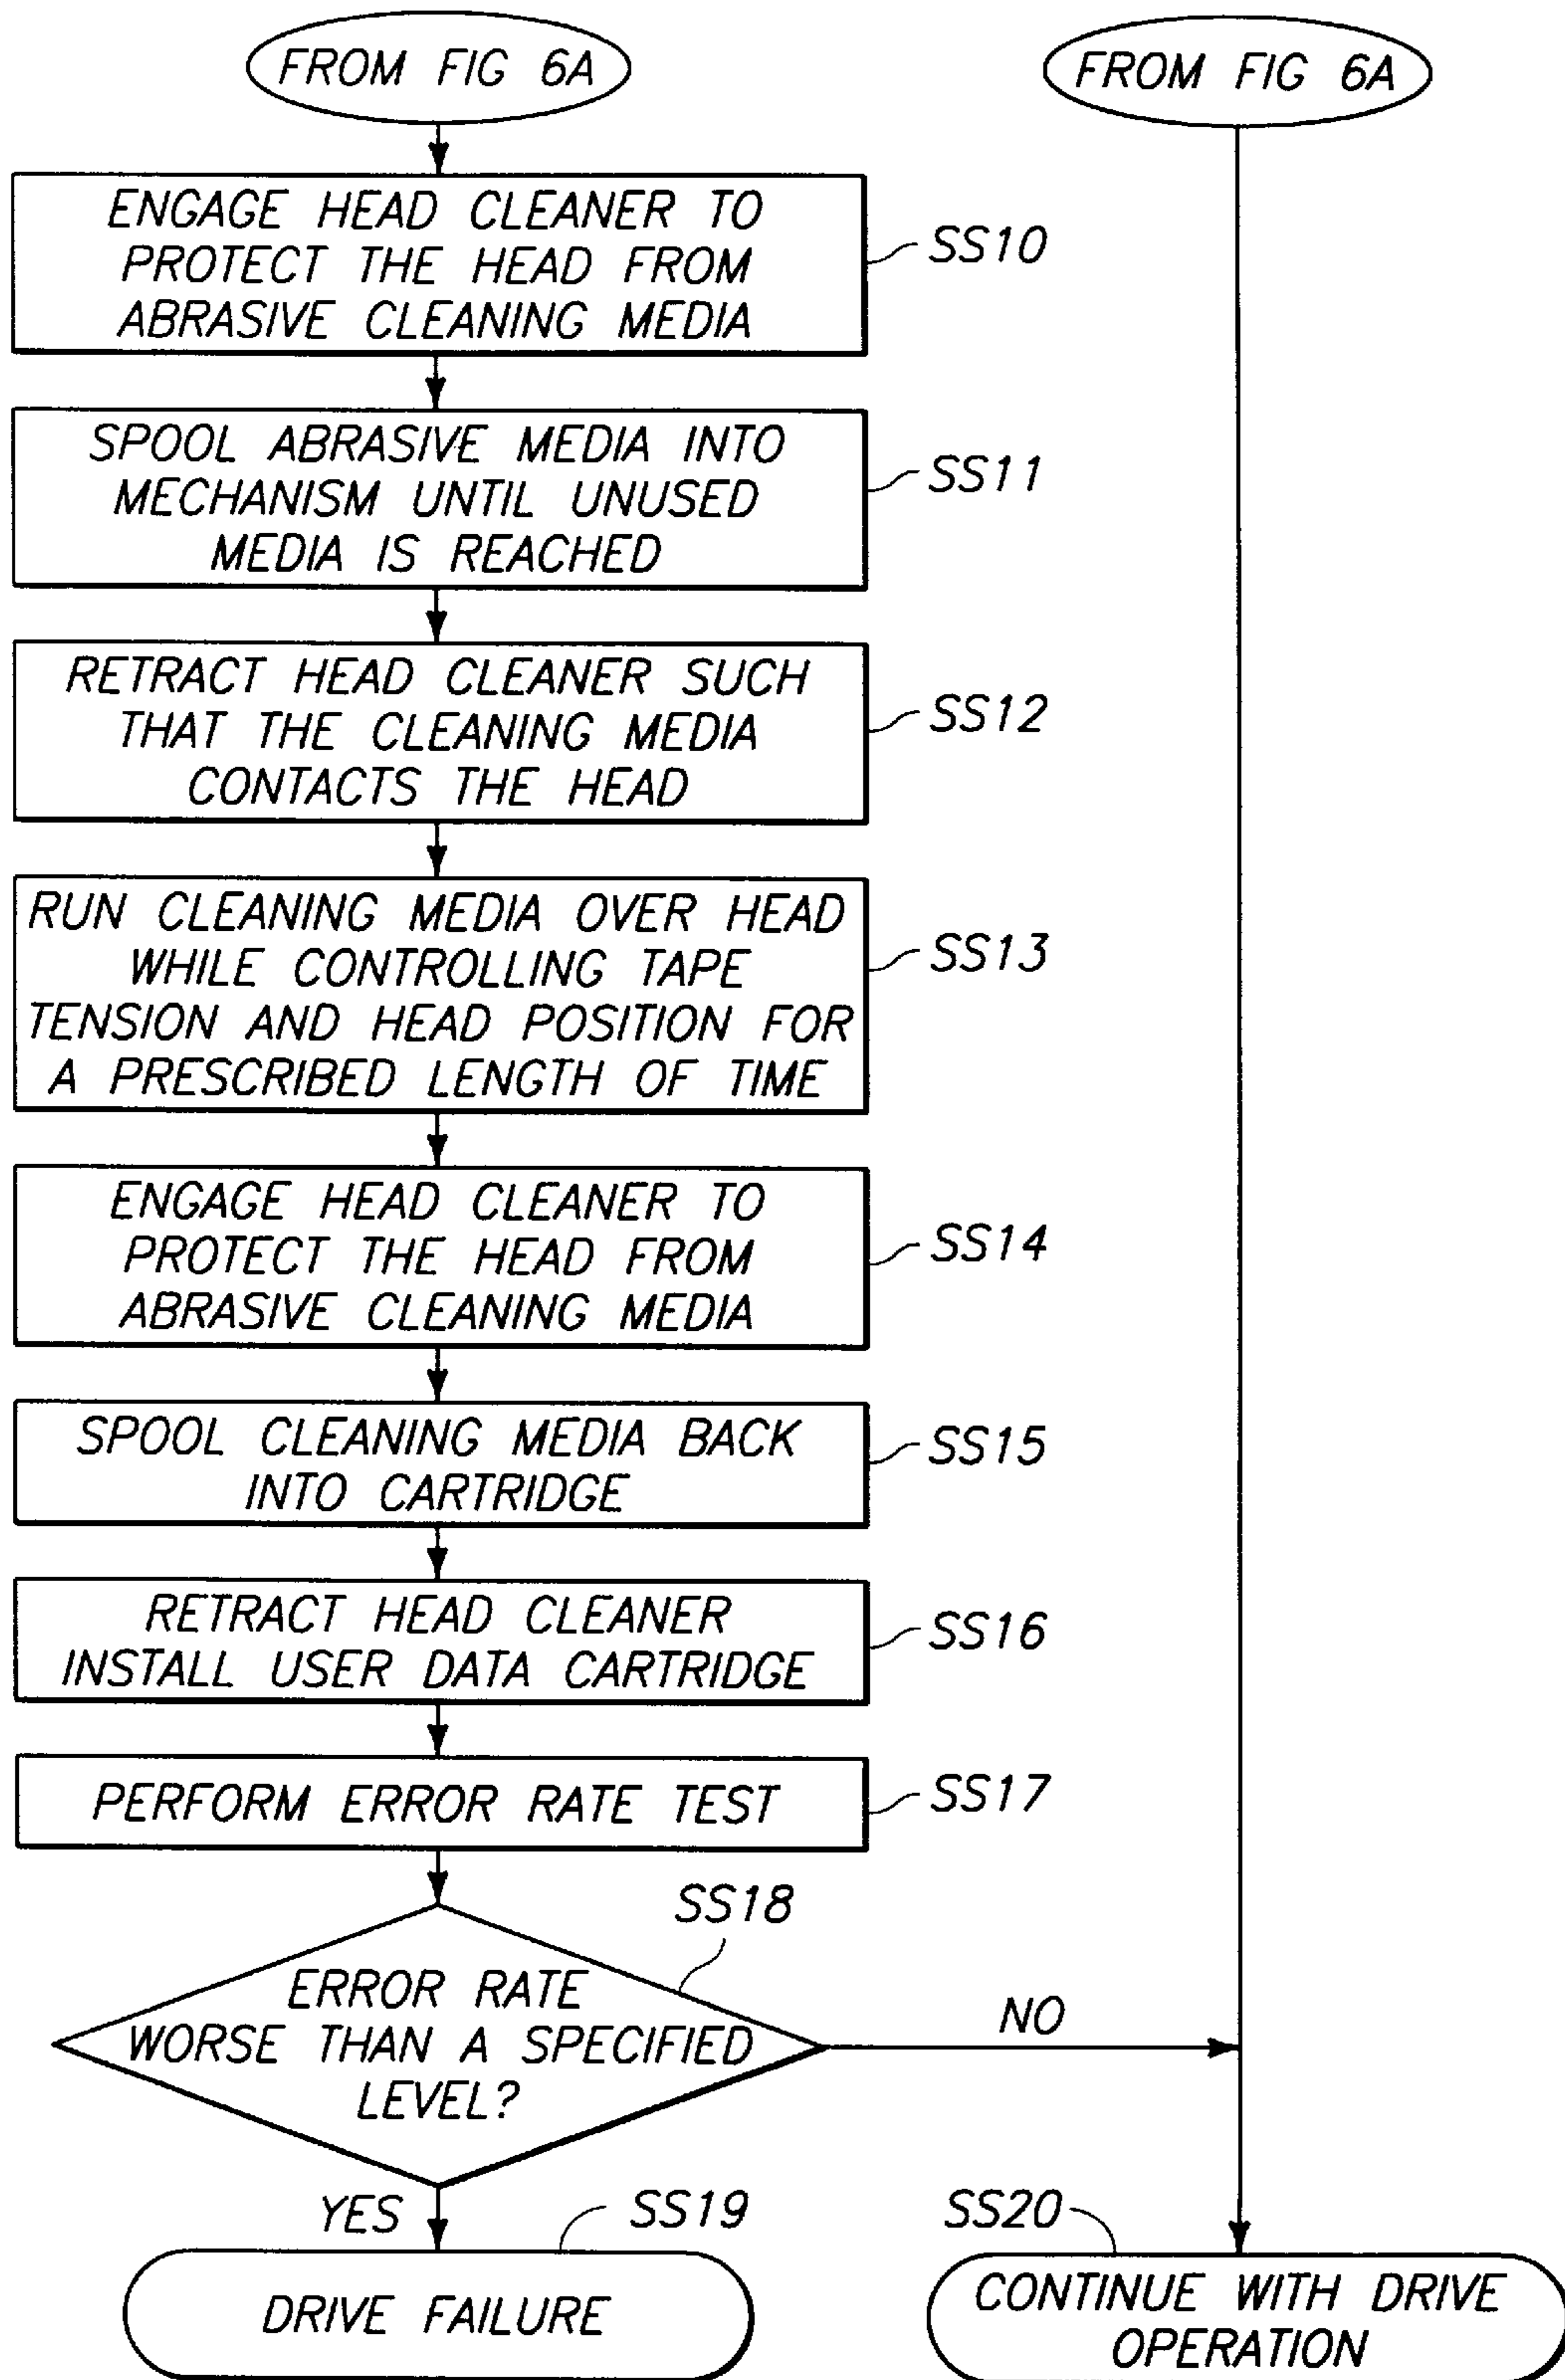 FROM FIG 6A
FROM FIG 6A
ENGAGE HEAD CLEANER TO
PROTECT THE HEAD FROM
ABRASIVE CLEANING MEDIA
SS10
SPOOL ABRASIVE MEDIA INTO
MECHANISM UNTIL UNUSED
MEDIA IS REACHED
SS11
RETRACT HEAD CLEANER SUCH
THAT THE CLEANING MEDIA
CONTACTS THE HEAD
SS12
RUN CLEANING MEDIA OVER HEAD
WHILE CONTROLLING TAPE
TENSION AND HEAD POSITION FOR
A PRESCRIBED LENGTH OF TIME
SS13
ENGAGE HEAD CLEANER TO
PROTECT THE HEAD FROM
ABRASIVE CLEANING MEDIA
SS14
SPOOL CLEANING MEDIA BACK
INTO CARTRIDGE
SS15
RETRACT HEAD CLEANER
INSTALL USER DATA CARTRIDGE
SS16
PERFORM ERROR RATE TEST
SS17
SS18
ERROR RATE
WORSE THAN A SPECIFIED
LEVEL?
NO
YES
SS19
DRIVE FAILURE
SS20
CONTINUE WITH DRIVE
OPERATION